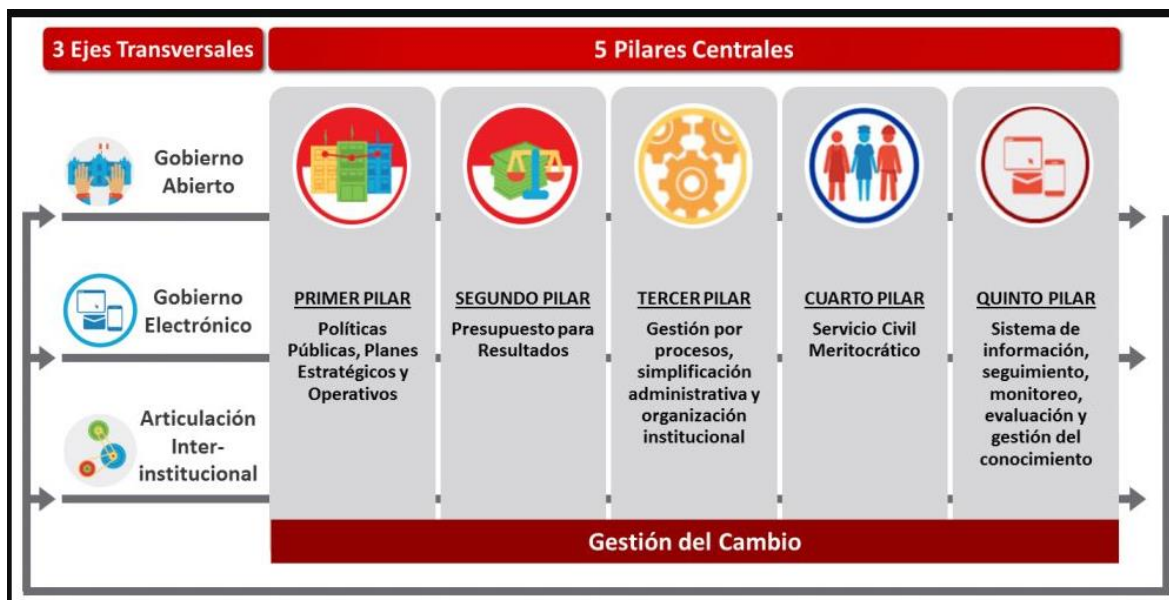 3 Ejes Transversales
5 Pilares Centrales
Gobierno
Abierto
Gobierno
Electrónico
Articulación
Inter-
institucional
PRIMER PILAR
Políticas
Públicas, Planes
Estratégicos y
Operativos
SEGUNDO PILAR
Presupuesto para
Resultados
TERCER PILAR
Gestión por
procesos,
simplificación
administrativa y
organización
institucional
CUARTO PILAR
Servicio Civil
Meritocrático
QUINTO PILAR
Sistema de
información,
seguimiento,
monitoreo,
evaluación y
gestión del
conocimiento
Gestión del Cambio